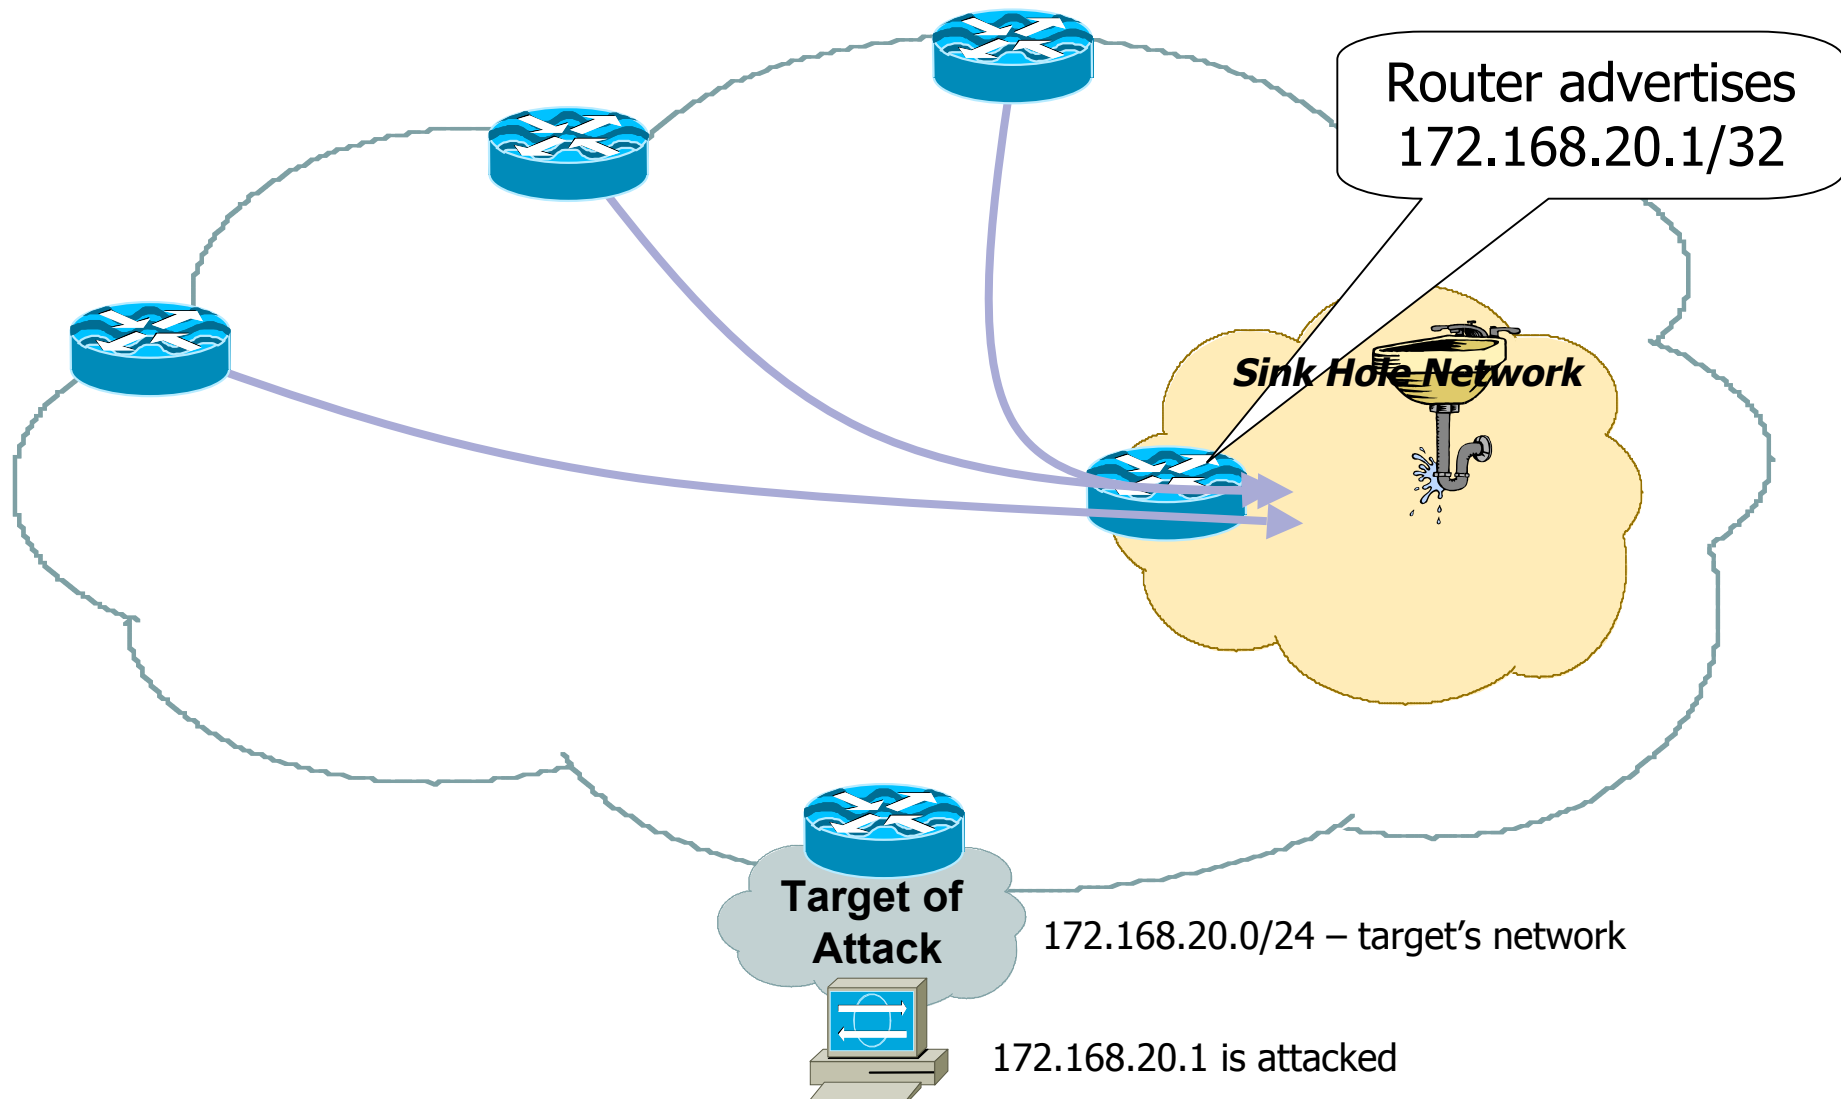 Router advertises
172.168.20.1/32
Sink Hole Network
Target of
Attack
172.168.20.0/24 – target’s network
172.168.20.1 is attacked